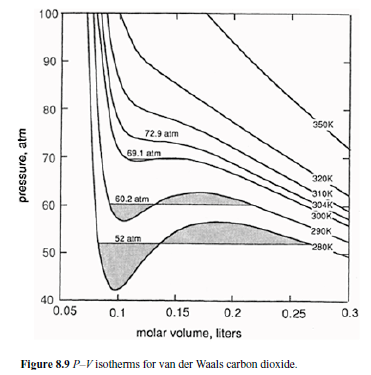 100
90
80
70
60
50
40
pressure, atm
350K
320K
310K
304K
300K
290K
280K
72.9 atm
69.1 atm
60.2 atm
52 atm
0.05
0.1
0.15
0.2
0.25
0.3
molar volume, liters
Figure 8.9 P–V isotherms for van der Waals carbon dioxide.